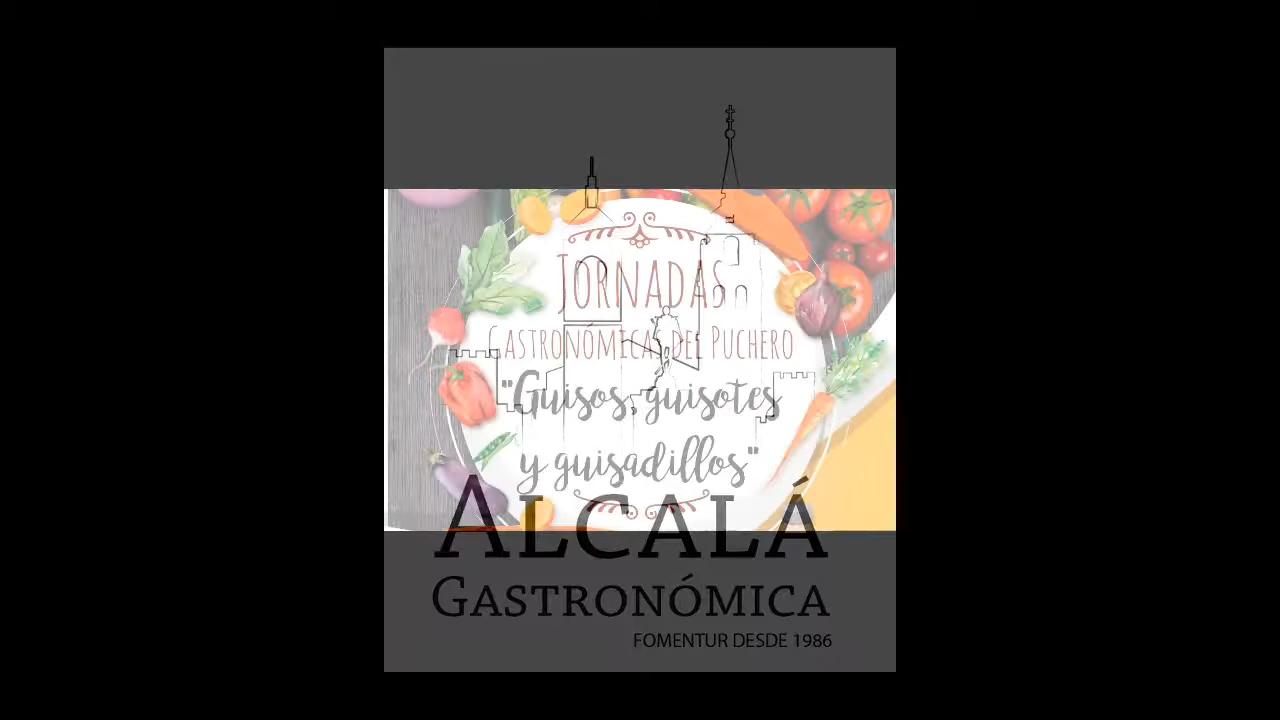 JORNADAS
GASTRONÓMICAS DEL PUCHERO
"Guisos, guisotes
y guisadillos"
ALCALÁ
GASTRONÓMICA
FOMENTUR DESDE 1986